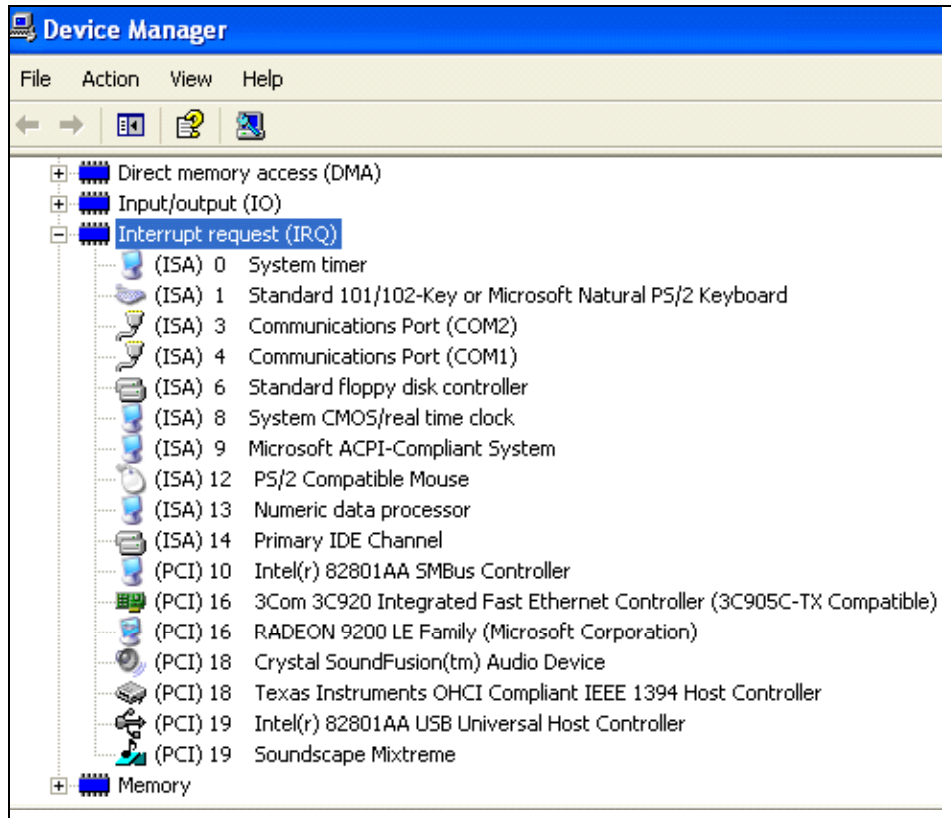 Device Manager
File Action View Help
Direct memory access (DMA)
Input/output (IO)
Interrupt request (IRQ)
(ISA) 0 System timer
(ISA) 1 Standard 101/102-Key or Microsoft Natural PS/2 Keyboard
(ISA) 3 Communications Port (COM2)
(ISA) 4 Communications Port (COM1)
(ISA) 6 Standard floppy disk controller
(ISA) 8 System CMOS/real time clock
(ISA) 9 Microsoft ACPI-Compliant System
(ISA) 12 PS/2 Compatible Mouse
(ISA) 13 Numeric data processor
(ISA) 14 Primary IDE Channel
(PCI) 10 Intel(r) 82801AA SMBus Controller
(PCI) 16 3Com 3C920 Integrated Fast Ethernet Controller (3C905C-TX Compatible)
(PCI) 16 RADEON 9200 LE Family (Microsoft Corporation)
(PCI) 18 Crystal SoundFusion(tm) Audio Device
(PCI) 18 Texas Instruments OHCI Compliant IEEE 1394 Host Controller
(PCI) 19 Intel(r) 82801AA USB Universal Host Controller
(PCI) 19 Soundscape Mixtreme
Memory